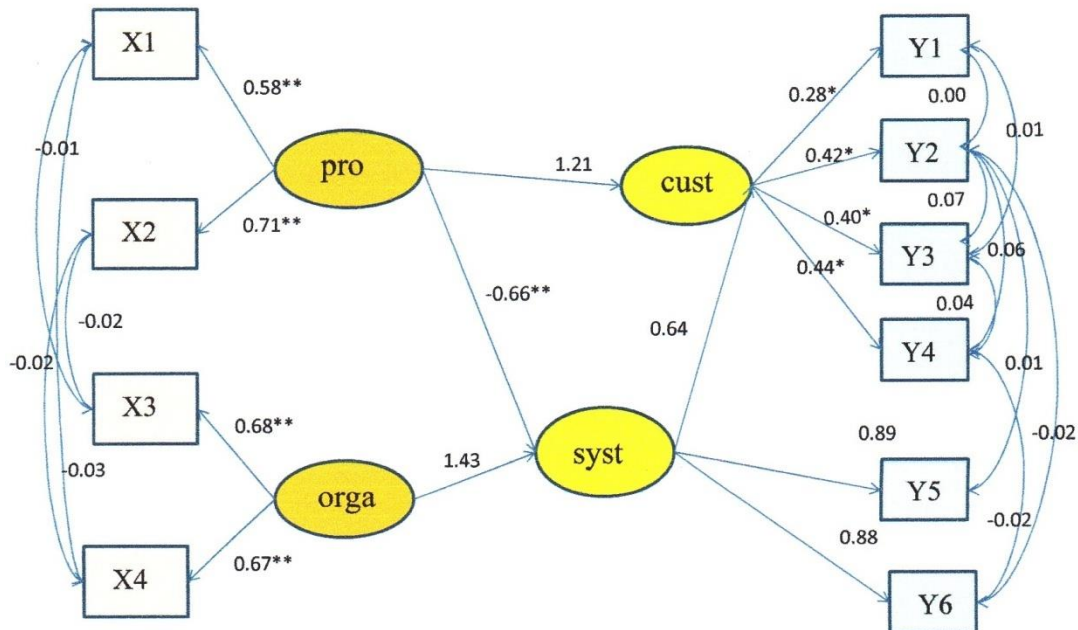 X1
Y1
0.58**
0.28*
0.00
0.01
-0.01
pro
1.21
cust
0.42*
Y2
X2
0.71**
0.07
0.40*
Y3
0.06
-0.66**
0.44*
0.04
-0.02
0.64
Y4
-0.02
0.01
X3
0.68**
-0.02
0.89
-0.03
orga
1.43
syst
Y5
-0.02
0.88
0.67**
X4
Y6